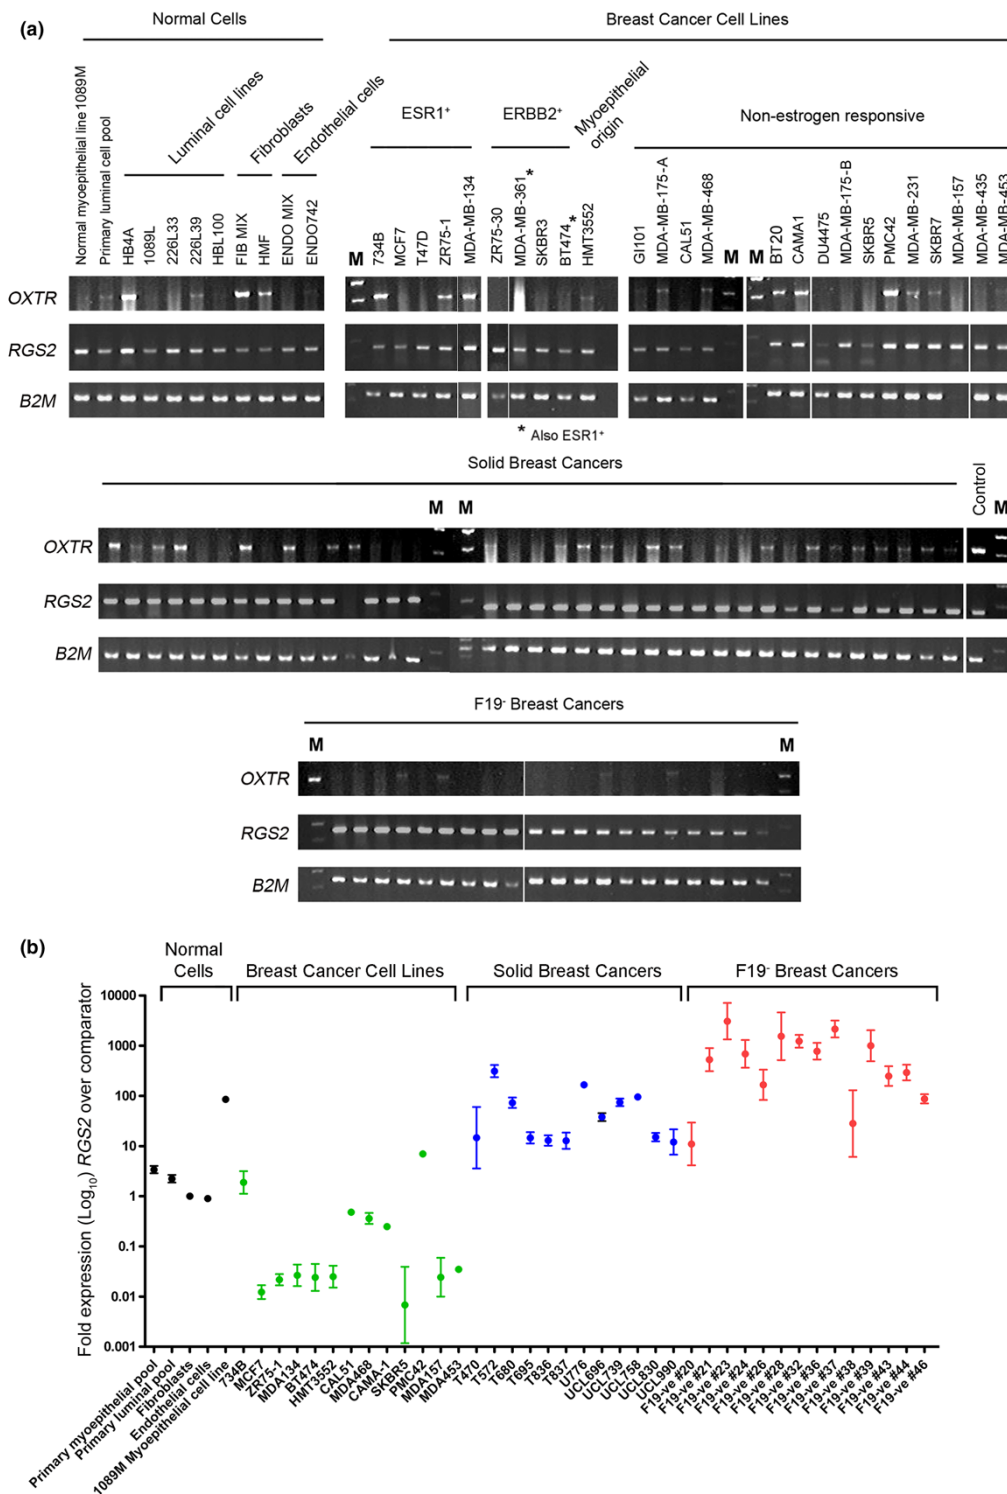 (a)
Normal Cells
Breast Cancer Cell Lines
Luminal cell lines
Fibroblasts
Endothelial cells
ESR1+
ERBB2+
Myoepithelial origin
Non-estrogen responsive
Normal myoepithelial line 1089M
Primary luminal cell pool
HB4A
1089L
226L33
226L39
HBL100
FIB MIX
HMF
ENDO MIX
ENDO742
M
734B
MCF7
T47D
ZR75-1
MDA-MB-134
ZR75-30
MDA-MB-361*
SKBR3
BT474*
HMT3552
GI101
MDA-MB-175-A
CAL51
MDA-MB-468
M
M
BT20
CAMA1
DU4475
MDA-MB-175-B
SKBR5
PMC42
MDA-MB-231
SKBR7
MDA-MB-157
MDA-MB-435
MDA-MB-453
OXTR
RGS2
B2M
* Also ESR1+
Solid Breast Cancers
Control
M
M
M
OXTR
RGS2
B2M
F19- Breast Cancers
M
M
OXTR
RGS2
B2M
(b)
Normal Cells
Breast Cancer Cell Lines
Solid Breast Cancers
F19- Breast Cancers
Fold expression (Log10) RGS2 over comparator
10000
1000
100
10
1
0.1
0.01
0.001
Primary myoepithelial pool
Primary luminal pool
Fibroblasts
Endothelial cells
1089M Myoepithelial cell line
734B
MCF7
ZR75-1
MDA134
BT474
HMT3552
CAL51
MDA468
CAMA-1
SKBR5
PMC42
MDA157
MDA453
T470
T572
T680
T695
T836
T837
U776
UCL696
UCL739
UCL758
UCL830
UCL990
F19-ve #20
F19-ve #21
F19-ve #23
F19-ve #24
F19-ve #26
F19-ve #28
F19-ve #32
F19-ve #36
F19-ve #37
F19-ve #38
F19-ve #39
F19-ve #43
F19-ve #44
F19-ve #46